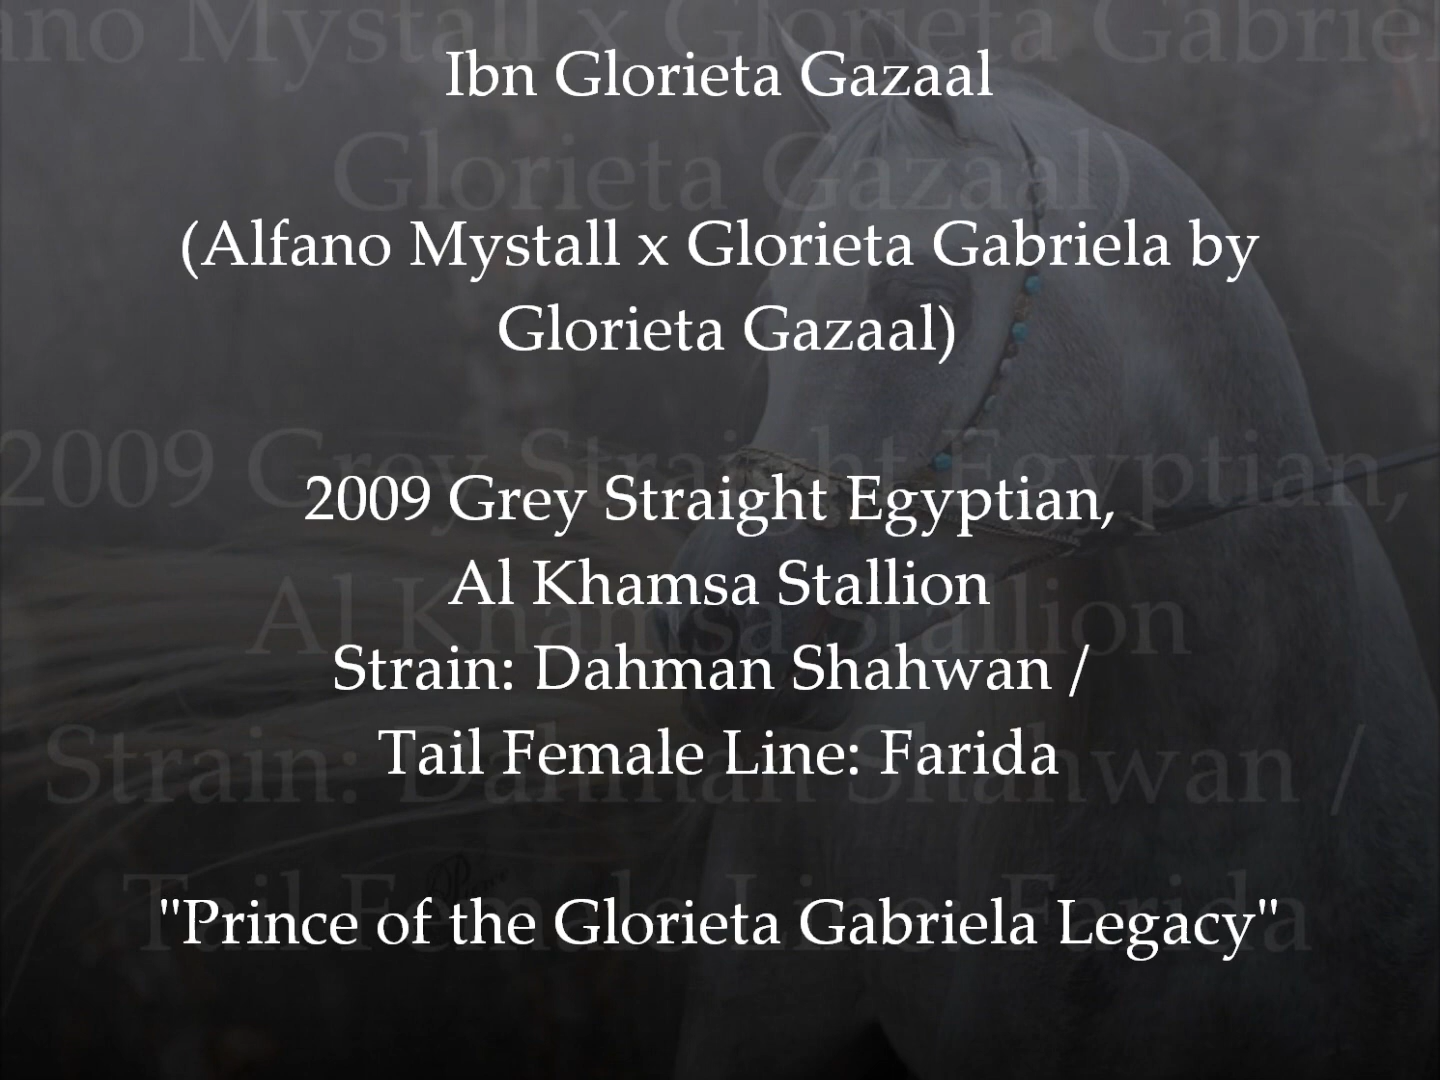 Ibn Glorieta Gazaal
(Alfano Mystall x Glorieta Gabriela by
Glorieta Gazaal)
2009 Grey Straight Egyptian,
Al Khamsa Stallion
Strain: Dahman Shahwan /
Tail Female Line: Farida
"Prince of the Glorieta Gabriela Legacy"